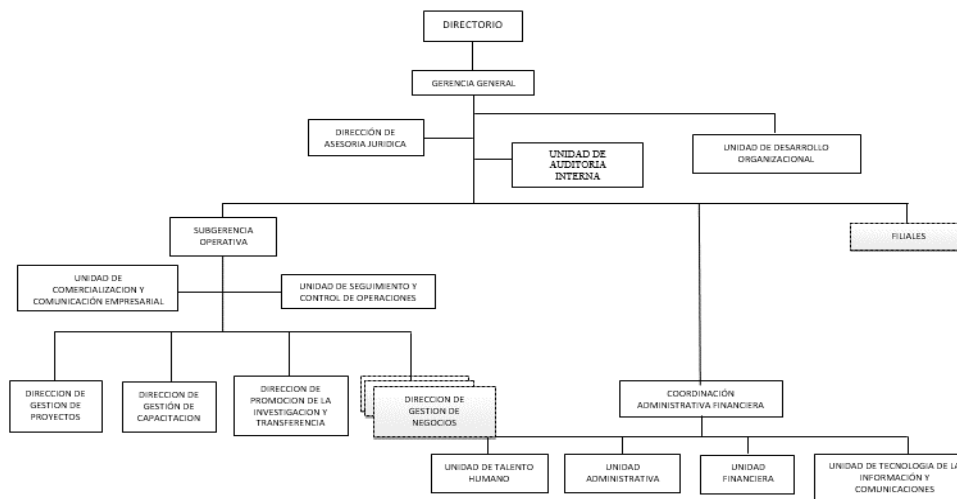 DIRECTORIO
GERENCIA GENERAL
DIRECCIÓN DE
ASESORIA JURIDICA
UNIDAD DE DESARROLLO
ORGANIZACIONAL
UNIDAD DE
AUDITORIA
INTERNA
SUBGERENCIA
OPERATIVA
FILIALES
UNIDAD DE
COMERCIALIZACION Y
COMUNICACIÓN EMPRESARIAL
UNIDAD DE SEGUIMIENTO Y
CONTROL DE OPERACIONES
DIRECCION DE
GESTION DE
PROYECTOS
DIRECCION DE
GESTIÓN DE
CAPACITACION
DIRECCION DE
PROMOCION DE LA
INVESTIGACION Y
TRANSFERENCIA
DIRECCION DE
GESTION DE
NEGOCIOS
COORDINACIÓN
ADMINISTRATIVA FINANCIERA
UNIDAD DE TALENTO
HUMANO
UNIDAD
ADMINISTRATIVA
UNIDAD
FINANCIERA
UNIDAD DE TECNOLOGIA DE LA
INFORMACIÓN Y
COMUNICACIONES